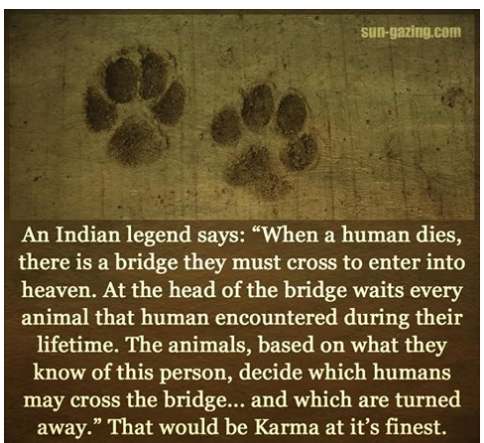 sun-gazing.com
An Indian legend says: “When a human dies,
there is a bridge they must cross to enter into
heaven. At the head of the bridge waits every
animal that human encountered during their
lifetime. The animals, based on what they
know of this person, decide which humans
may cross the bridge... and which are turned
away.” That would be Karma at it’s finest.